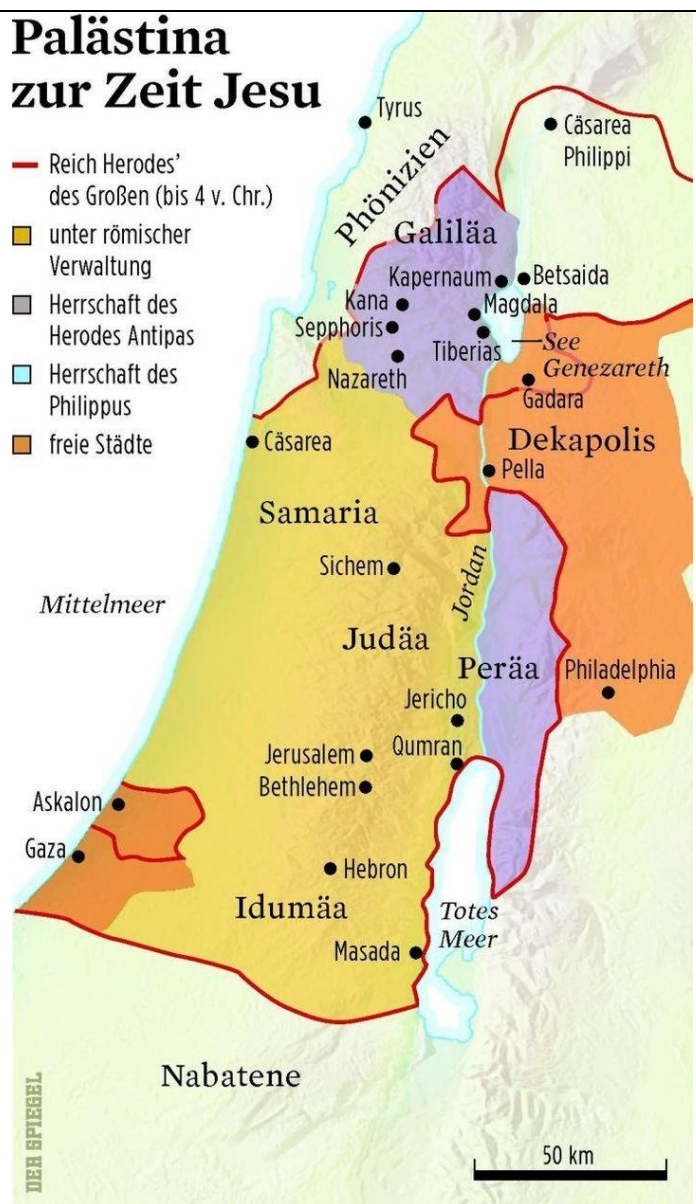 Palästina
zur Zeit Jesu
Reich Herodes'
des Großen (bis 4 v. Chr.)
unter römischer
Verwaltung
Herrschaft des
Herodes Antipas
Herrschaft des
Philippus
freie Städte
Tyrus
Cäsarea
Philippi
Phönizien
Galiläa
Kapernaum
Betsaida
Kana
Magdala
Sepphoris
Tiberias
See
Genezareth
Nazareth
Gadara
Cäsarea
Dekapolis
Pella
Samaria
Sichem
Jordan
Mittelmeer
Judäa
Peräa
Philadelphia
Jericho
Jerusalem
Qumran
Bethlehem
Askalon
Gaza
Hebron
Idumäa
Totes
Meer
Masada
Nabatene
DER SPIEGEL
50 km